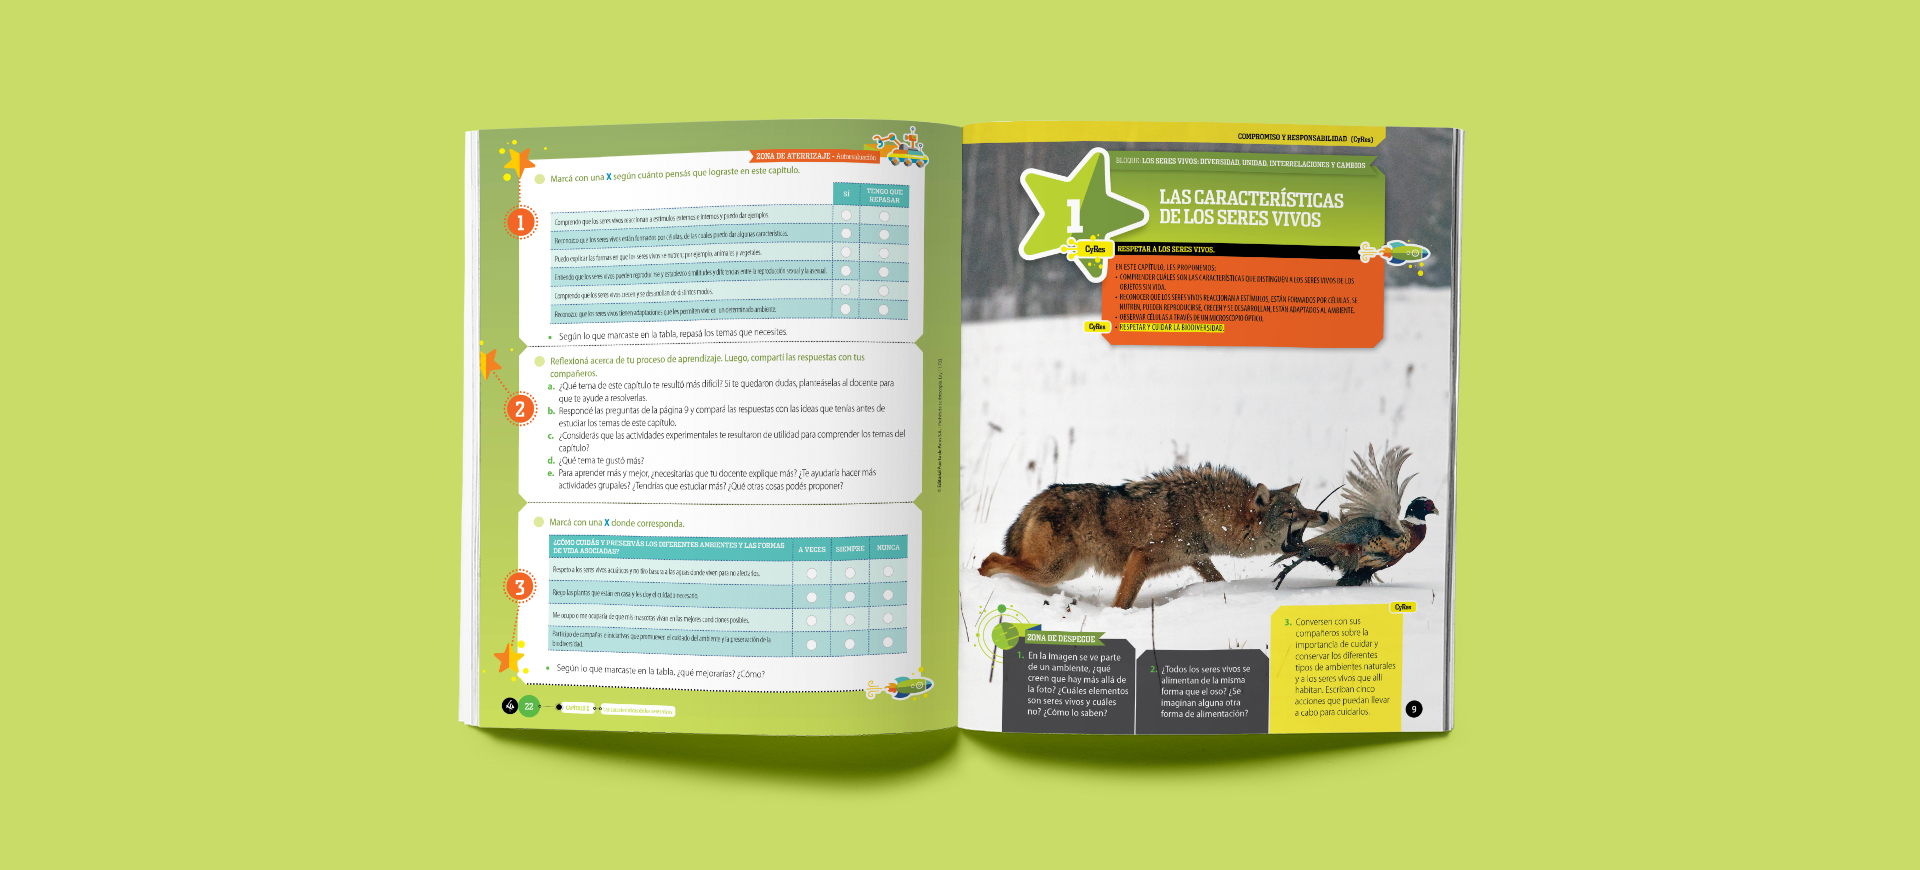 ZONA DE ATERRIZAJE - Autoevaluación
Marcá con una X según cuánto pensás que lograste en este capítulo.
SÍ
TENGO QUE
REPASAR
1
Comprendo que los seres vivos reaccionan a estímulos externos e internos y puedo dar ejemplos.
Reconozco que los seres vivos están formados por células, de las cuales puedo dar algunas características.
Puedo explicar las formas en que los seres vivos se nutren; por ejemplo, animales y vegetales.
Entiendo que los seres vivos pueden reproducirse y establezco similitudes y diferencias entre la reproducción sexual y la asexual.
Comprendo que los seres vivos crecen y se desarrollan de distintos modos.
Reconozco que los seres vivos tienen adaptaciones que les permiten vivir en un determinado ambiente.
• Según lo que marcaste en la tabla, repasá los temas que necesites.
2
Reflexioná acerca de tu proceso de aprendizaje. Luego, compartí las respuestas con tus
compañeros.
a. ¿Qué tema de este capítulo te resultó más difícil? Si te quedaron dudas, planteáselas al docente para
que te ayude a resolverlas.
b. Respondé las preguntas de la página 9 y compará las respuestas con las ideas que tenías antes de
estudiar los temas de este capítulo.
c. ¿Considerás que las actividades experimentales te resultaron de utilidad para comprender los temas del
capítulo?
d. ¿Qué tema te gustó más?
e. Para aprender más y mejor, ¿necesitarías que tu docente explique más? ¿Te ayudaría hacer más
actividades grupales? ¿Tendrías que estudiar más? ¿Qué otras cosas podés proponer?
3
Marcá con una X donde corresponda.
¿CÓMO CUIDÁS Y PRESERVÁS LOS DIFERENTES AMBIENTES Y LAS FORMAS
DE VIDA ASOCIADAS?
A VECES
SIEMPRE
NUNCA
Respeto a los seres vivos acuáticos y no tiro basura a las aguas donde viven para no afectarlos.
Riego las plantas que están en casa y les doy el cuidado necesario.
Me ocupo o me ocuparía de que mis mascotas vivan en las mejores condiciones posibles.
Participo de campañas e iniciativas que promueven el cuidado del ambiente y la preservación de la
biodiversidad.
• Según lo que marcaste en la tabla, ¿qué mejorarías? ¿Cómo?
22
CAPÍTULO 1
Las características de los seres vivos
COMPROMISO Y RESPONSABILIDAD (CyRes)
BLOQUE: LOS SERES VIVOS: DIVERSIDAD, UNIDAD, INTERRELACIONES Y CAMBIOS
1
LAS CARACTERÍSTICAS
DE LOS SERES VIVOS
CyRes
RESPETAR A LOS SERES VIVOS.
EN ESTE CAPÍTULO, LES PROPONEMOS:
• COMPRENDER CUÁLES SON LAS CARACTERÍSTICAS QUE DISTINGUEN A LOS SERES VIVOS DE LOS
OBJETOS SIN VIDA.
• RECONOCER QUE LOS SERES VIVOS REACCIONAN A ESTÍMULOS, ESTÁN FORMADOS POR CÉLULAS, SE
NUTREN, PUEDEN REPRODUCIRSE, CRECEN Y SE DESARROLLAN, ESTÁN ADAPTADOS AL AMBIENTE.
• OBSERVAR CÉLULAS A TRAVÉS DE UN MICROSCOPIO ÓPTICO.
CyRes
• RESPETAR Y CUIDAR LA BIODIVERSIDAD.
ZONA DE DESPEGUE
1. En la imagen se ve parte
de un ambiente, ¿qué
creen que hay más allá de
la foto? ¿Cuáles elementos
son seres vivos y cuáles
no? ¿Cómo lo saben?
2. ¿Todos los seres vivos se
alimentan de la misma
forma que el oso? ¿Se
imaginan alguna otra
forma de alimentación?
CyRes
3. Conversen con sus
compañeros sobre la
importancia de cuidar y
conservar los diferentes
tipos de ambientes naturales
y a los seres vivos que allí
habitan. Escriban cinco
acciones que puedan llevar
a cabo para cuidarlos.
9